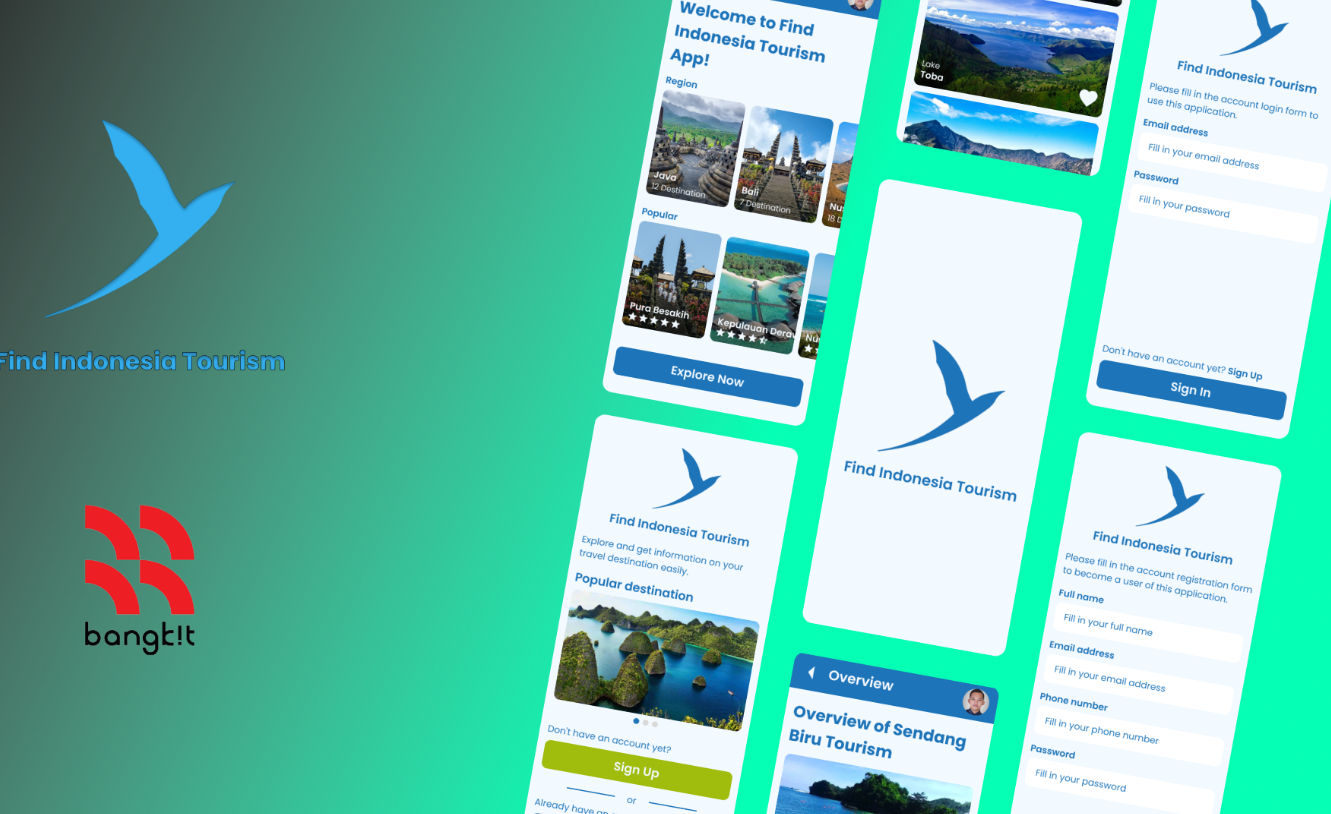 Find Indonesia Tourism
bangk!t
Welcome to Find
Indonesia Tourism
App!
Region
Java
12 Destination
Bali
7 Destination
Popular
Pura Besakih
Kepulauan Derav
Explore Now
Find Indonesia Tourism
Explore and get information on your
travel destination easily.
Popular destination
Don't have an account yet?
Sign Up
or
Already have an
Lake
Toba
Find Indonesia Tourism
Overview
Overview of Sendang
Biru Tourism
Find Indonesia Tourism
Please fill in the account login form to
use this application.
Email address
Fill in your email address
Password
Fill in your password
Don't have an account yet? Sign Up
Sign In
Find Indonesia Tourism
Please fill in the account registration form
to become a user of this application.
Full name
Fill in your full name
Email address
Fill in your email address
Phone number
Fill in your phone number
Password
Fill in your password